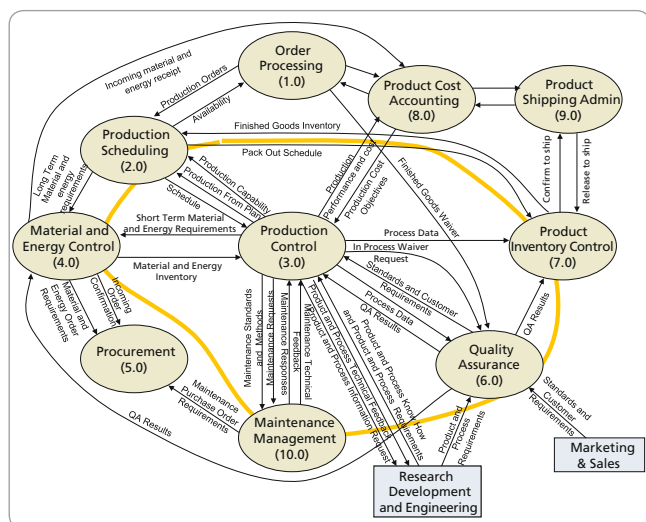 Order
Processing
(1.0)
Product Cost
Accounting
(8.0)
Product
Shipping Admin
(9.0)
Production
Scheduling
(2.0)
Material and
Energy Control
(4.0)
Production
Control
(3.0)
Product
Inventory Control
(7.0)
Procurement
(5.0)
Quality
Assurance
(6.0)
Maintenance
Management
(10.0)
Research
Development
and Engineering
Marketing
& Sales
Incoming material and
energy receipt
Production Orders
Availability
Finished Goods Inventory
Pack Out Schedule
Long Term
Material and
energy
requirements
Production Capability
Production From Plan
Schedule
Production
Performance and cost
Production Cost
Objectives
Finished Goods Waiver
Confirm to ship
Release to ship
Short Term Material
and Energy Requirements
Material and Energy
Inventory
Process Data
In Process Waiver
Request
Standards and Customer
Requirements
Process Data
QA Results
Incoming
Order
Confirmation
Material and
Energy Order
Requirements
Maintenance Standards
and Methods
Maintenance Requests
Maintenance Responses
Maintenance Technical
Feedback
Product and Process Technical Feedback
Product and Process Information Request
Product and Process Know How
and Product and Process Requirements
Maintenance
Purchase Order
Requirements
QA Results
QA Results
Product and
Process
Requirements
Standards and
Customer
Requirements